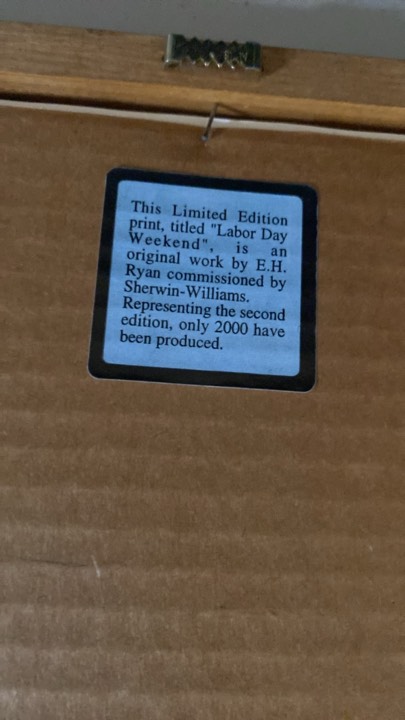 This Limited Edition
print, titled "Labor Day
Weekend", is an
original work by E.H.
Ryan commissioned by
Sherwin-Williams.
Representing the second
edition, only 2000 have
been produced.